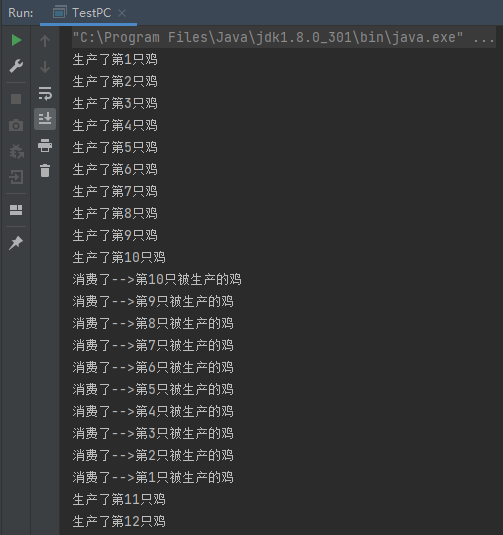 Run: TestPC
"C:\Program Files\Java\jdk1.8.0_301\bin\java.exe" ...
生产了第1只鸡
生产了第2只鸡
生产了第3只鸡
生产了第4只鸡
生产了第5只鸡
生产了第6只鸡
生产了第7只鸡
生产了第8只鸡
生产了第9只鸡
生产了第10只鸡
消费了-->第10只被生产的鸡
消费了-->第9只被生产的鸡
消费了-->第8只被生产的鸡
消费了-->第7只被生产的鸡
消费了-->第6只被生产的鸡
消费了-->第5只被生产的鸡
消费了-->第4只被生产的鸡
消费了-->第3只被生产的鸡
消费了-->第2只被生产的鸡
消费了-->第1只被生产的鸡
生产了第11只鸡
生产了第12只鸡